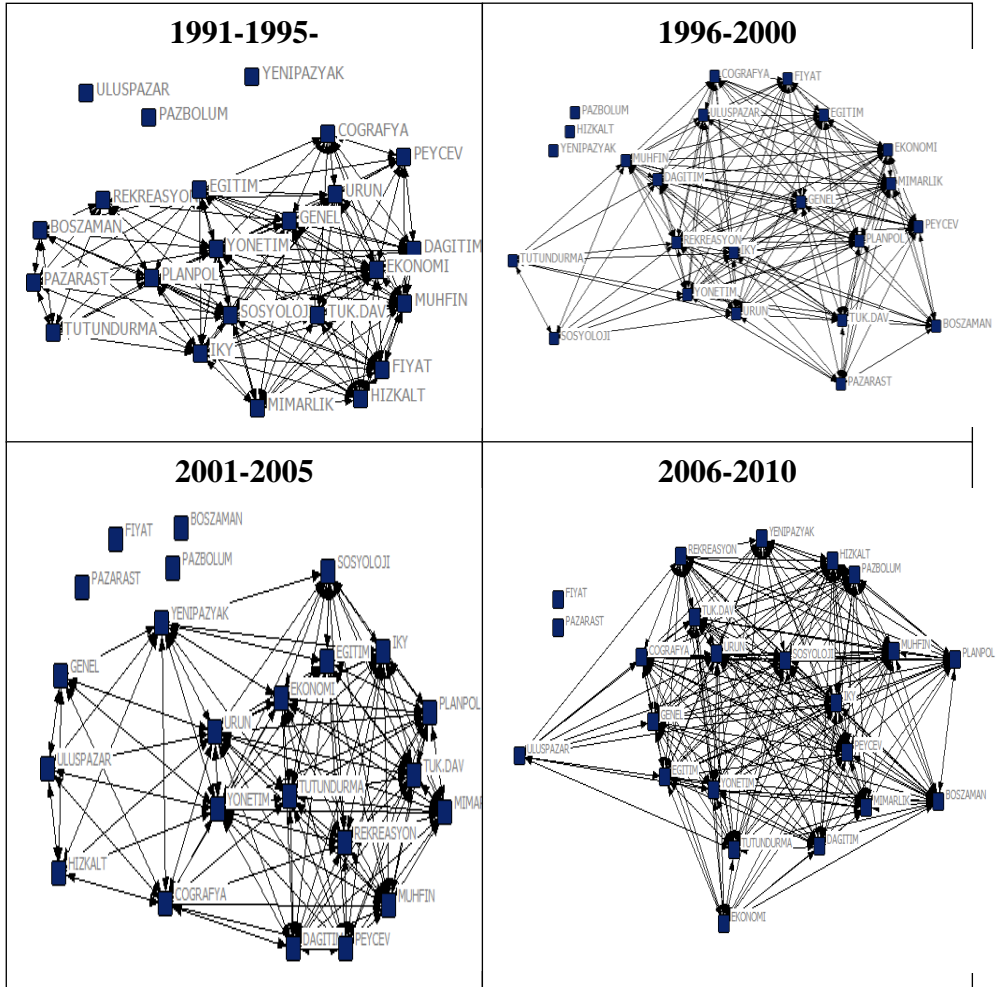 1991-1995-
YENIPAZYAK
ULUSPAZAR
PAZBOLUM
COGRAFYA
PEYCEV
EGITIM
URUN
REKREASYON
GENEL
BOSZAMAN
YONETIM
DAGITIM
EKONOMI
PAZARAST
PLANPOL
MUHFIN
SOSYOLOJI
TUK.DAV
TUTUNDURMA
IKY
FIYAT
HIZKALT
MIMARLIK
1996-2000
COGRAFYA
FIYAT
PAZBOLUM
ULUSPAZAR
EGITIM
HIZKALT
YENIPAZYAK
EKONOMI
MUHFIN
DAGITIM
MIMARLIK
GENEL
PEYCEV
REKREASYON
PLANPOL
IKY
TUTUNDURMA
YONETIM
URUN
TUK.DAV
BOSZAMAN
SOSYOLOJI
PAZARAST
2001-2005
BOSZAMAN
FIYAT
PAZBOLUM
SOSYOLOJI
PAZARAST
YENIPAZYAK
IKY
EGITIM
GENEL
EKONOMI
PLANPOL
URUN
ULUSPAZAR
TUK.DAV
TUTUNDURMA
YONETIM
MIMAR
REKREASYON
HIZKALT
COGRAFYA
MUHFIN
DAGITIM
PEYCEV
2006-2010
YENIPAZYAK
REKREASYON
HIZKALT
PAZBOLUM
FIYAT
TUK.DAV
PAZARAST
URUN
MUHFIN
COGRAFYA
SOSYOLOJI
PLANPOL
IKY
GENEL
ULUSPAZAR
PEYCEV
EGITIM
YONETIM
MIMARLIK
BOSZAMAN
TUTUNDURMA
DAGITIM
EKONOMI